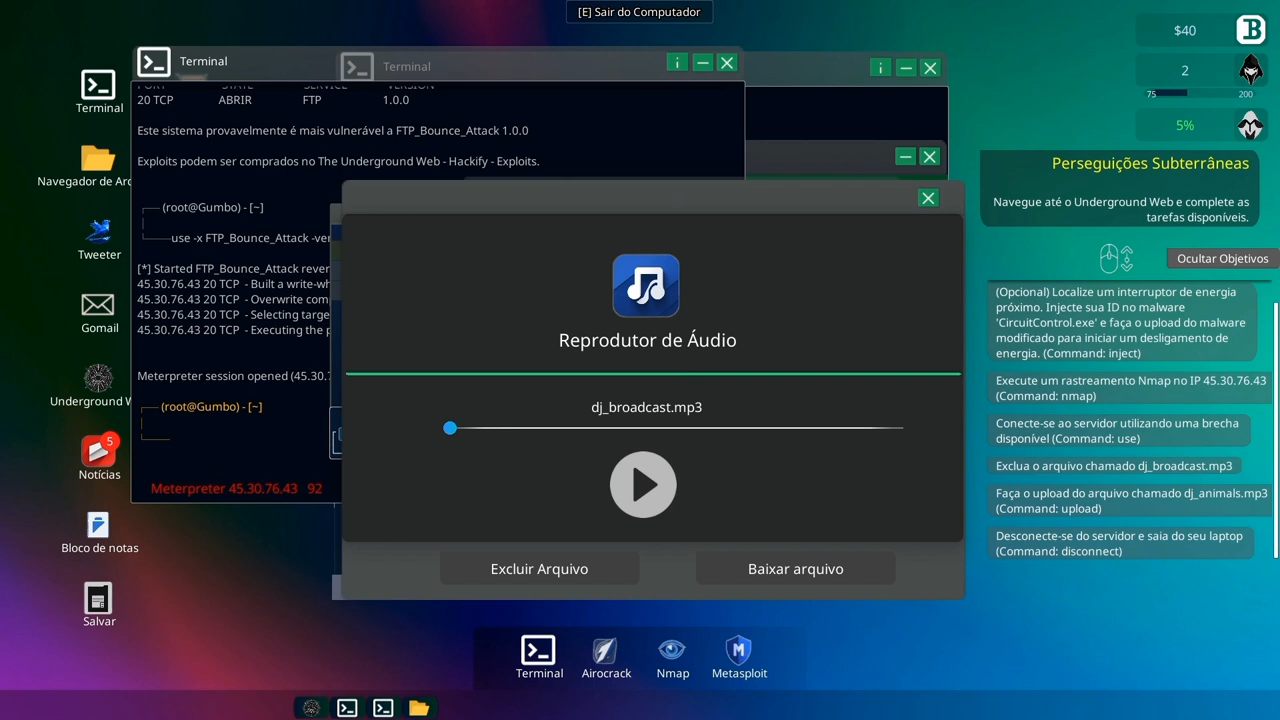 [E] Sair do Computador
$40
2
75
200
5%
Perseguições Subterrâneas
Navegue até o Underground Web e complete as
tarefas disponíveis.
Ocultar Objetivos
(Opcional) Localize um interruptor de energia
próximo. Injecte sua ID no malware
'CircuitControl.exe' e faça o upload do malware
modificado para iniciar um desligamento de
energia. (Command: inject)
Execute um rastreamento Nmap no IP 45.30.76.43
(Command: nmap)
Conecte-se ao servidor utilizando uma brecha
disponível (Command: use)
Exclua o arquivo chamado dj_broadcast.mp3
Faça o upload do arquivo chamado dj_animals.mp3
(Command: upload)
Desconecte-se do servidor e saia do seu laptop
(Command: disconnect)
Terminal
Navegador de Arc
Tweeter
Gomail
Underground W
5
Notícias
Bloco de notas
Salvar
Terminal
Terminal
20 TCP ABRIR FTP 1.0.0
Este sistema provavelmente é mais vulnerável a FTP_Bounce_Attack 1.0.0
Exploits podem ser comprados no The Underground Web - Hackify - Exploits.
(root@Gumbo) - [~]
use -x FTP_Bounce_Attack -ver
[*] Started FTP_Bounce_Attack rever
45.30.76.43 20 TCP - Built a write-wh
45.30.76.43 20 TCP - Overwrite com
45.30.76.43 20 TCP - Selecting targe
45.30.76.43 20 TCP - Executing the p
Meterpreter session opened (45.30.7
(root@Gumbo) - [~]
Meterpreter 45.30.76.43 92
Reprodutor de Áudio
dj_broadcast.mp3
Excluir Arquivo
Baixar arquivo
Terminal
Airocrack
Nmap
Metasploit